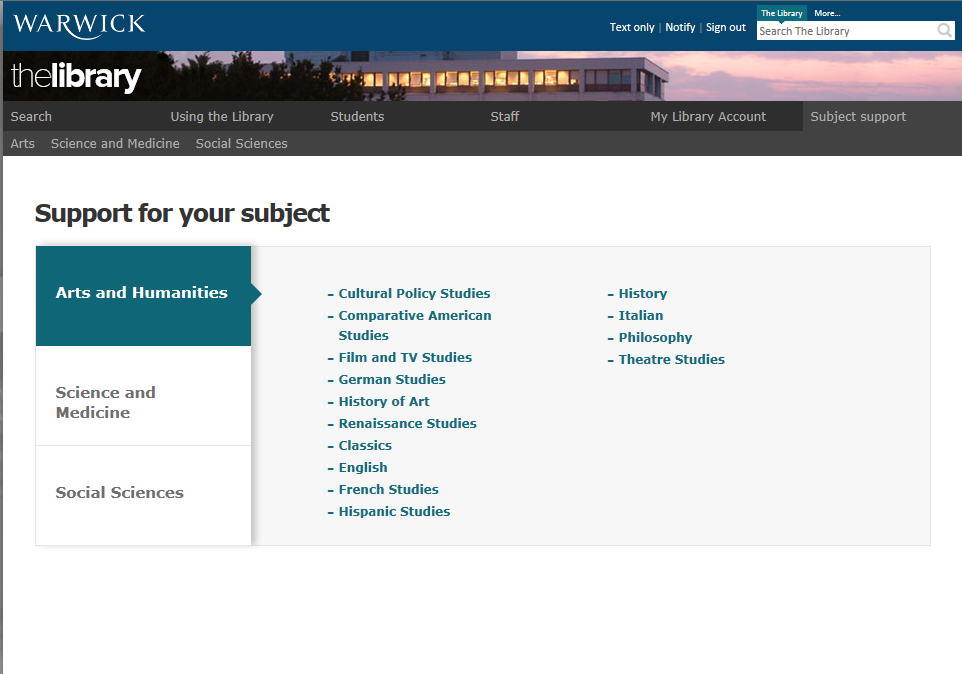 WARWICK
Text only | Notify | Sign out
The Library More...
Search The Library
thelibrary
Search Using the Library Students Staff My Library Account Subject support
Arts Science and Medicine Social Sciences
Support for your subject
Arts and Humanities
Science and
Medicine
Social Sciences
– Cultural Policy Studies
– Comparative American
Studies
– Film and TV Studies
– German Studies
– History of Art
– Renaissance Studies
– Classics
– English
– French Studies
– Hispanic Studies
– History
– Italian
– Philosophy
– Theatre Studies